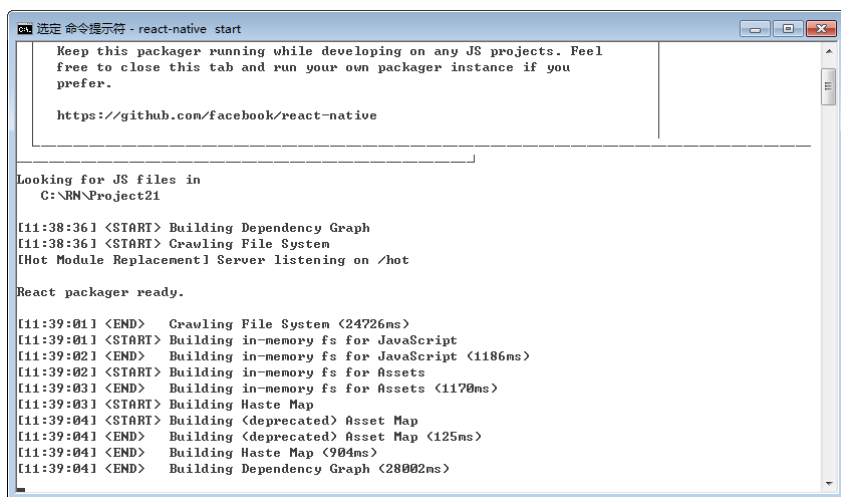 选定 命令提示符 - react-native start
Keep this packager running while developing on any JS projects. Feel
free to close this tab and run your own packager instance if you
prefer.
https://github.com/facebook/react-native
Looking for JS files in
C:\RN\Project21
[11:38:36] <START> Building Dependency Graph
[11:38:36] <START> Crawling File System
[Hot Module Replacement] Server listening on /hot
React packager ready.
[11:39:01] <END>   Crawling File System (24726ms)
[11:39:01] <START> Building in-memory fs for JavaScript
[11:39:02] <END>   Building in-memory fs for JavaScript (1186ms)
[11:39:02] <START> Building in-memory fs for Assets
[11:39:03] <END>   Building in-memory fs for Assets (1170ms)
[11:39:03] <START> Building Haste Map
[11:39:04] <START> Building (deprecated) Asset Map
[11:39:04] <END>   Building (deprecated) Asset Map (125ms)
[11:39:04] <END>   Building Haste Map (904ms)
[11:39:04] <END>   Building Dependency Graph (28002ms)